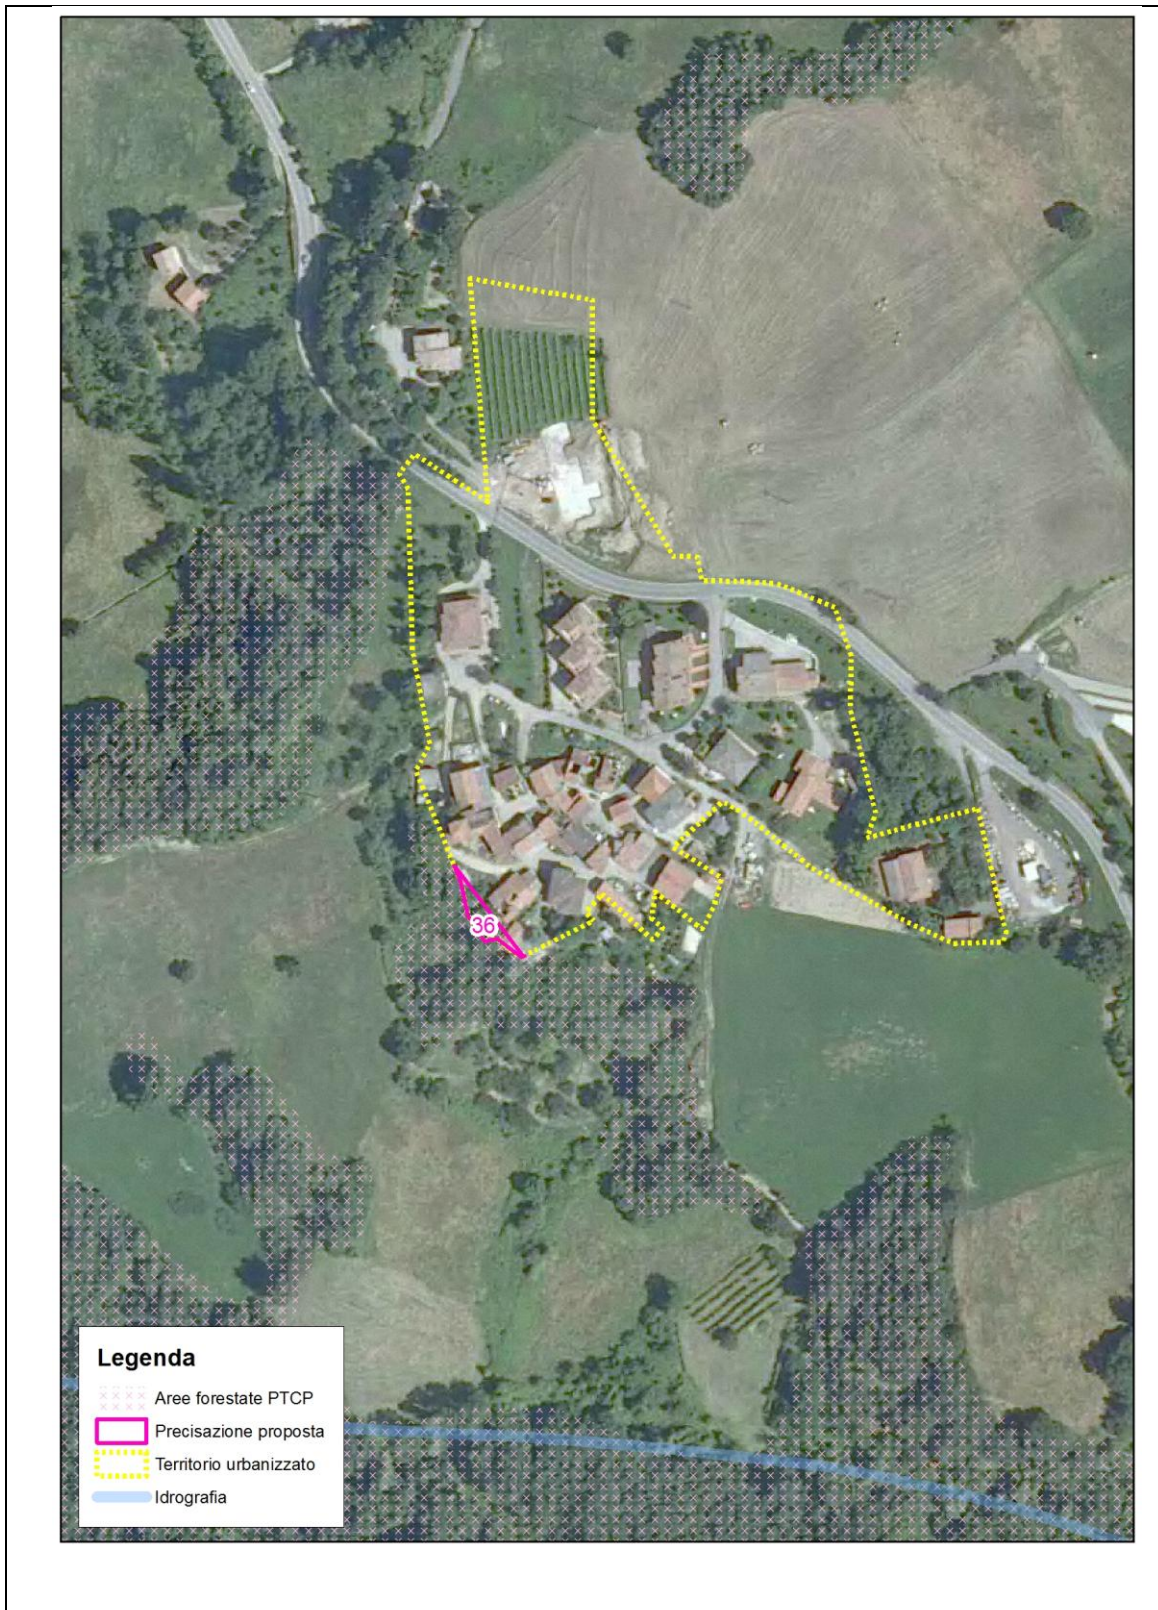 36
Legenda
Aree forestate PTCP
Precisazione proposta
Territorio urbanizzato
Idrografia